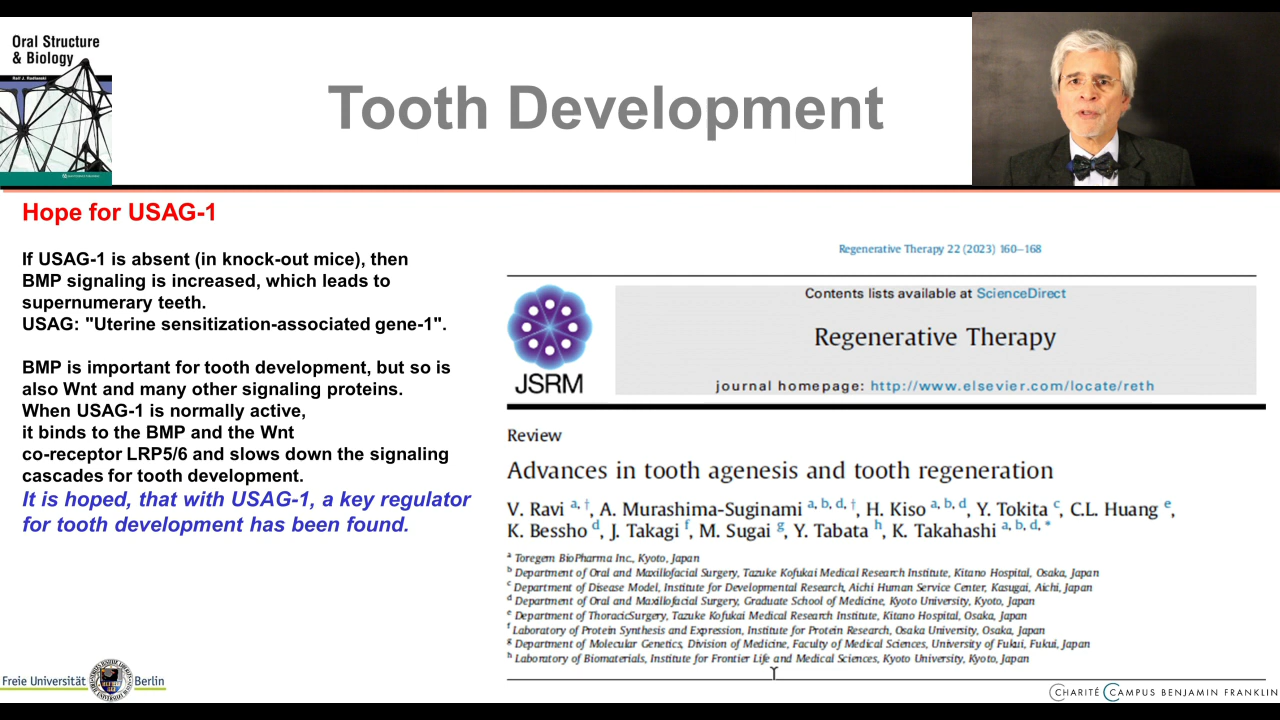 Oral Structure
& Biology
Ralf J. Radlanski
Tooth Development
Hope for USAG-1
If USAG-1 is absent (in knock-out mice), then
BMP signaling is increased, which leads to
supernumerary teeth.
USAG: "Uterine sensitization-associated gene-1".
BMP is important for tooth development, but so is
also Wnt and many other signaling proteins.
When USAG-1 is normally active,
it binds to the BMP and the Wnt
co-receptor LRP5/6 and slows down the signaling
cascades for tooth development.
It is hoped, that with USAG-1, a key regulator
for tooth development has been found.
Regenerative Therapy 22 (2023) 160–168
Contents lists available at ScienceDirect
Regenerative Therapy
journal homepage: http://www.elsevier.com/locate/reth
JSRM
Review
Advances in tooth agenesis and tooth regeneration
V. Ravi a, †, A. Murashima-Suginami a, b, d, †, H. Kiso a, b, d, Y. Tokita c, C.L. Huang e,
K. Bessho d, J. Takagi f, M. Sugai g, Y. Tabata h, K. Takahashi a, b, d, *
a Toregem BioPharma Inc., Kyoto, Japan
b Department of Oral and Maxillofacial Surgery, Tazuke Kofukai Medical Research Institute, Kitano Hospital, Osaka, Japan
c Department of Disease Model, Institute for Developmental Research, Aichi Human Service Center, Kasugai, Aichi, Japan
d Department of Oral and Maxillofacial Surgery, Graduate School of Medicine, Kyoto University, Kyoto, Japan
e Department of ThoracicSurgery, Tazuke Kofukai Medical Research Institute, Kitano Hospital, Osaka, Japan
f Laboratory of Protein Synthesis and Expression, Institute for Protein Research, Osaka University, Osaka, Japan
g Department of Molecular Genetics, Division of Medicine, Faculty of Medical Sciences, University of Fukui, Fukui, Japan
h Laboratory of Biomaterials, Institute for Frontier Life and Medical Sciences, Kyoto University, Kyoto, Japan
Freie Universität Berlin
CHARITÉ CAMPUS BENJAMIN FRANKLIN